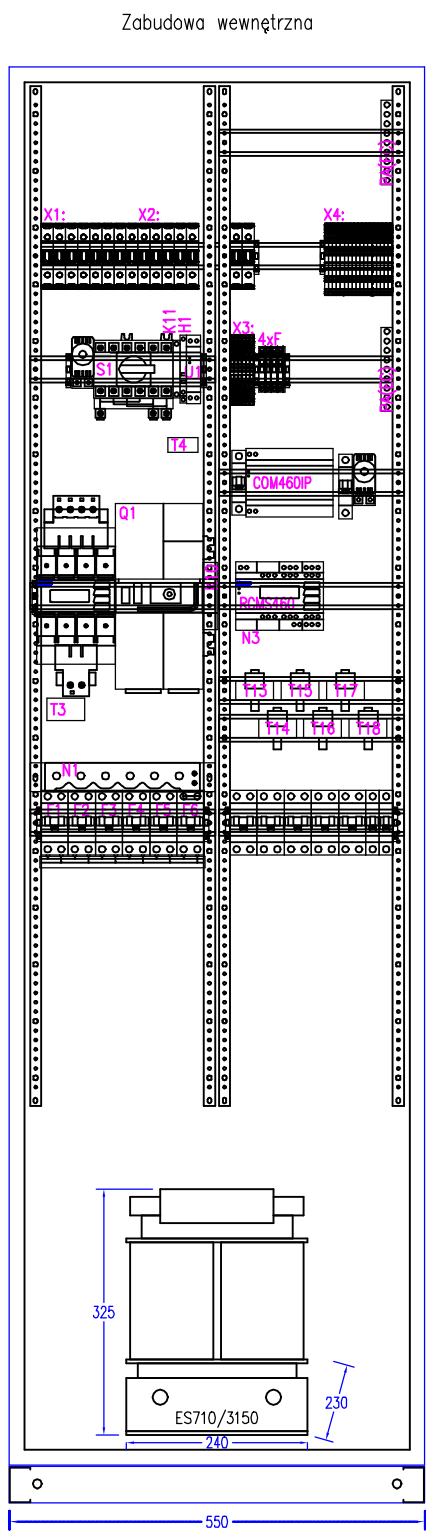 Zabudowa wewnętrzna
X1:
X2:
X4:
K11
H1
X3:
4xF
S1
U1
T4
COM460IP
Q1
RCMS460
N3
T13
T15
T17
T3
T14
T16
T18
N1
F1
F2
F3
F4
F5
F6
325
230
ES710/3150
240
550